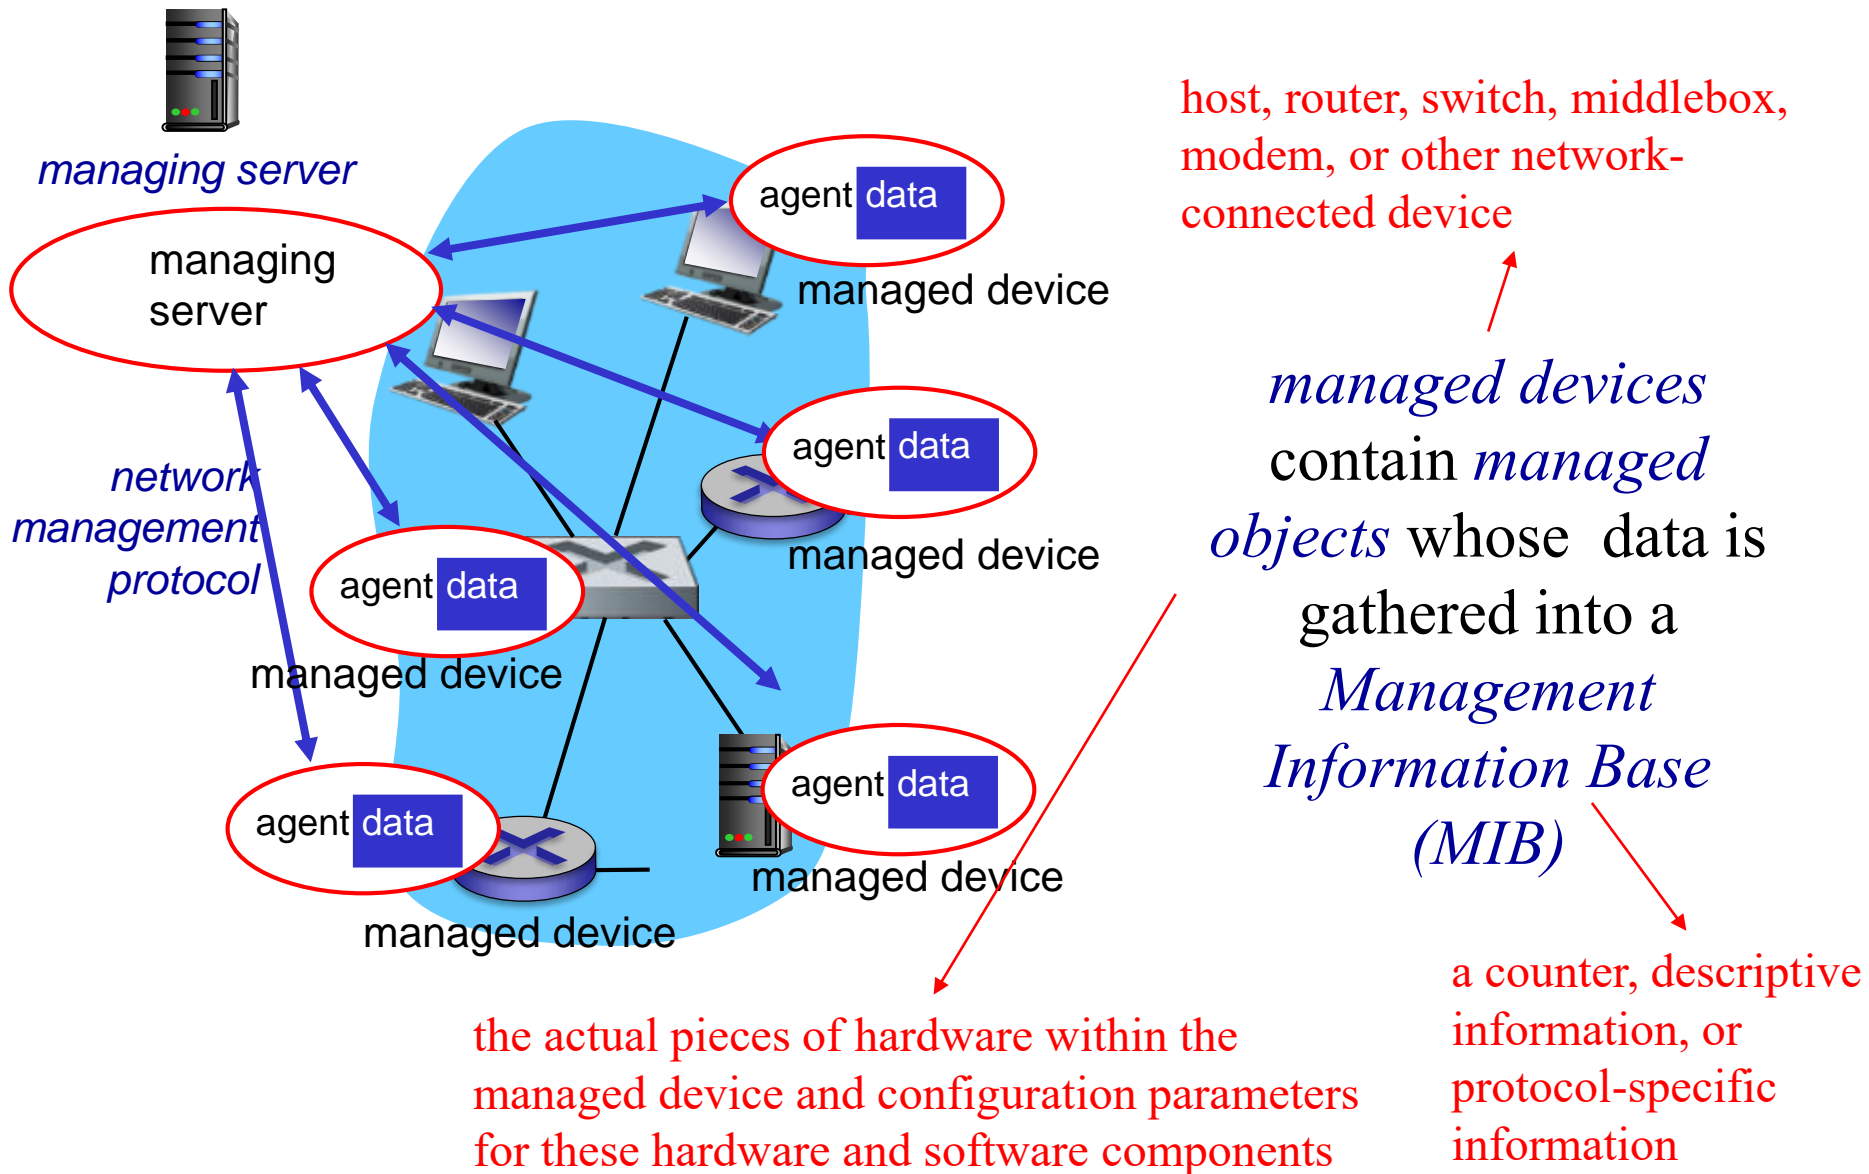 managing server
managing
server
network
management
protocol
agent data
managed device
agent data
managed device
agent data
managed device
agent data
managed device
agent data
managed device
host, router, switch, middlebox,
modem, or other network-
connected device
managed devices
contain managed
objects whose data is
gathered into a
Management
Information Base
(MIB)
the actual pieces of hardware within the
managed device and configuration parameters
for these hardware and software components
a counter, descriptive
information, or
protocol-specific
information